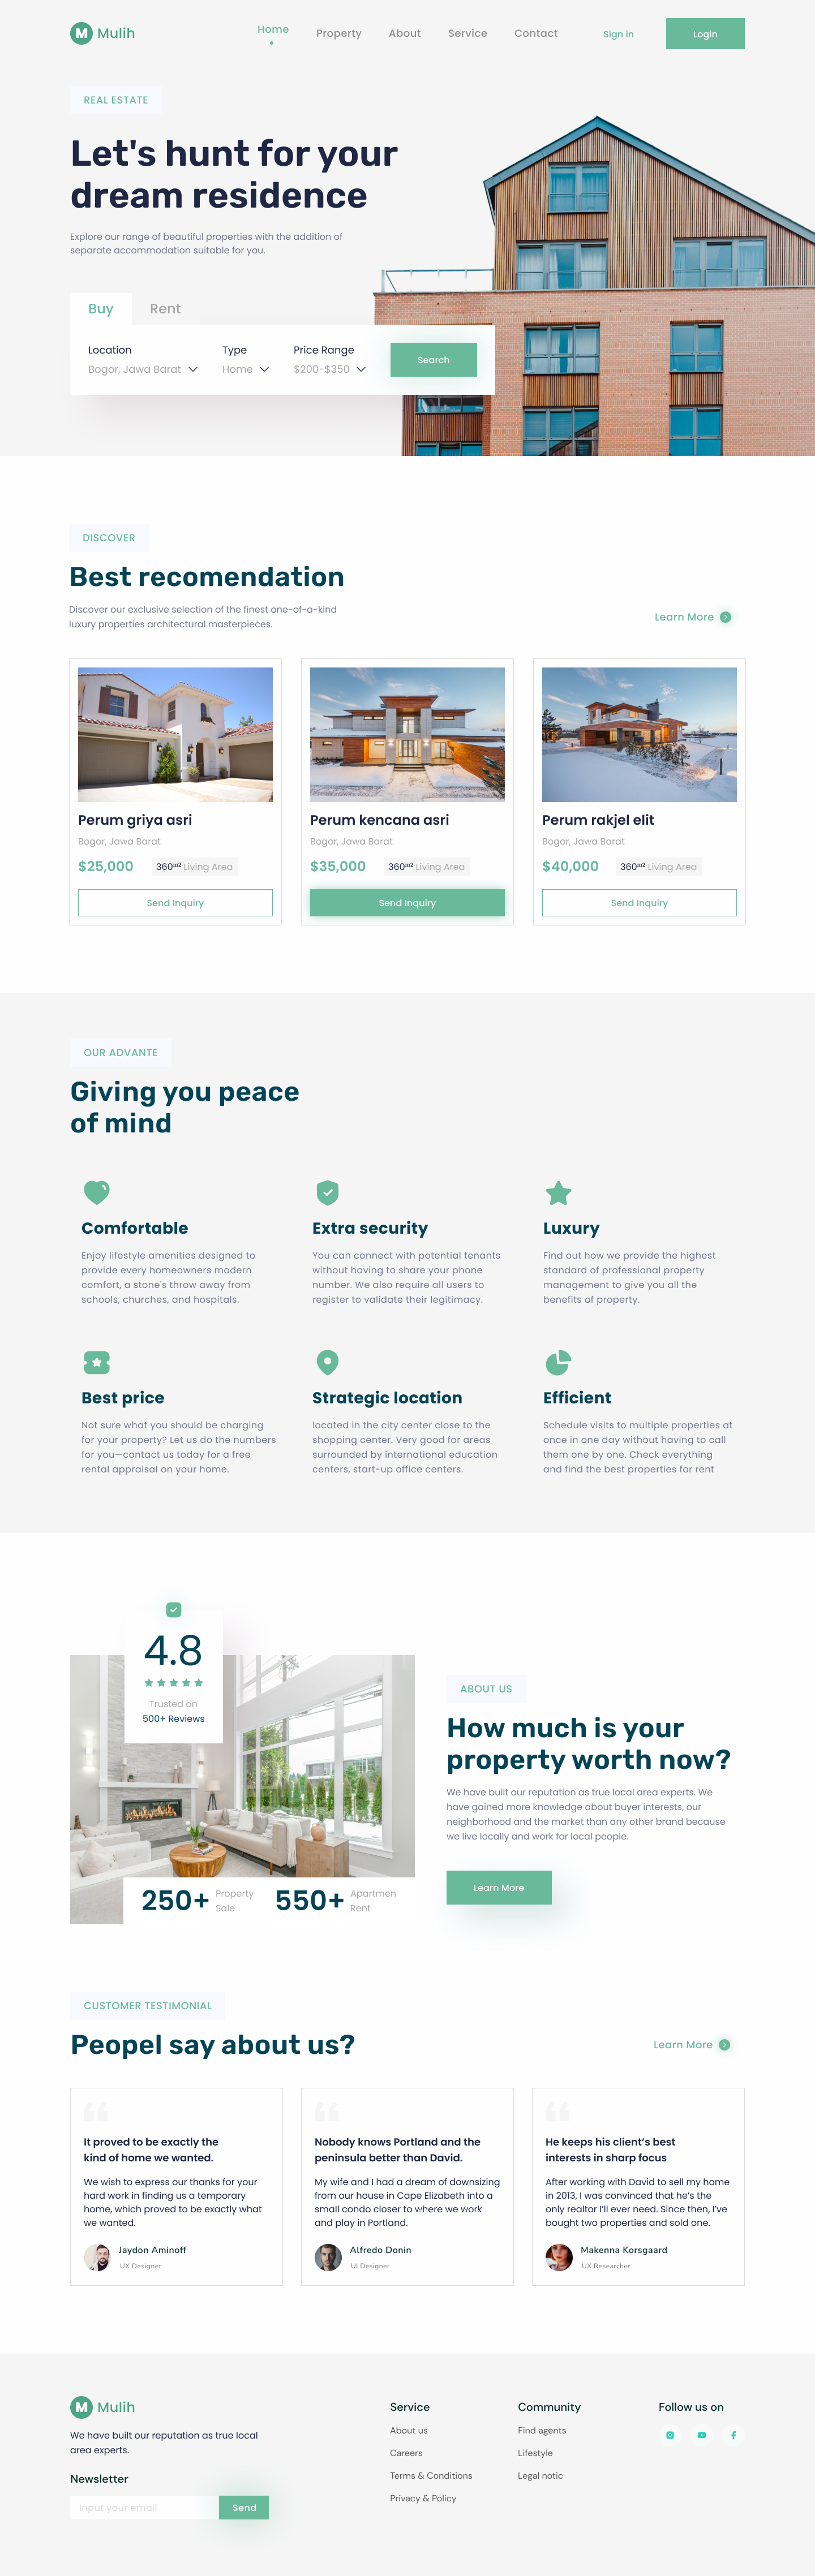 M Mulih
Home Property About Service Contact Sign in Login
REAL ESTATE
Let's hunt for your
dream residence
Explore our range of beautiful properties with the addition of
separate accommodation suitable for you.
Buy Rent
Location Type Price Range
Bogor, Jawa Barat Home $200-$350
Search
DISCOVER
Best recomendation
Discover our exclusive selection of the finest one-of-a-kind
luxury properties architectural masterpieces.
Learn More
Perum griya asri
Bogor, Jawa Barat
$25,000 360m2 Living Area
Send Inquiry
Perum kencana asri
Bogor, Jawa Barat
$35,000 360m2 Living Area
Send Inquiry
Perum rakjel elit
Bogor, Jawa Barat
$40,000 360m2 Living Area
Send Inquiry
OUR ADVANTE
Giving you peace
of mind
Comfortable
Enjoy lifestyle amenities designed to
provide every homeowners modern
comfort, a stone's throw away from
schools, churches, and hospitals.
Extra security
You can connect with potential tenants
without having to share your phone
number. We also require all users to
register to validate their legitimacy.
Luxury
Find out how we provide the highest
standard of professional property
management to give you all the
benefits of property.
Best price
Not sure what you should be charging
for your property? Let us do the numbers
for you—contact us today for a free
rental appraisal on your home.
Strategic location
located in the city center close to the
shopping center. Very good for areas
surrounded by international education
centers, start-up office centers.
Efficient
Schedule visits to multiple properties at
once in one day without having to call
them one by one. Check everything
and find the best properties for rent
4.8
Trusted on
500+ Reviews
250+ Property
Sale
550+ Apartmen
Rent
ABOUT US
How much is your
property worth now?
We have built our reputation as true local area experts. We
have gained more knowledge about buyer interests, our
neighborhood and the market than any other brand because
we live locally and work for local people.
Learn More
CUSTOMER TESTIMONIAL
Peopel say about us?
Learn More
“
It proved to be exactly the
kind of home we wanted.
We wish to express our thanks for your
hard work in finding us a temporary
home, which proved to be exactly what
we wanted.
Jaydon Aminoff
UX Designer
“
Nobody knows Portland and the
peninsula better than David.
My wife and I had a dream of downsizing
from our house in Cape Elizabeth into a
small condo closer to where we work
and play in Portland.
Alfredo Donin
UI Designer
“
He keeps his client’s best
interests in sharp focus
After working with David to sell my home
in 2013, I was convinced that he’s the
only realtor I’ll ever need. Since then, I’ve
bought two properties and sold one.
Makenna Korsgaard
UX Researcher
M Mulih
We have built our reputation as true local
area experts.
Newsletter
Input your email
Send
Service
About us
Careers
Terms & Conditions
Privacy & Policy
Community
Find agents
Lifestyle
Legal notic
Follow us on